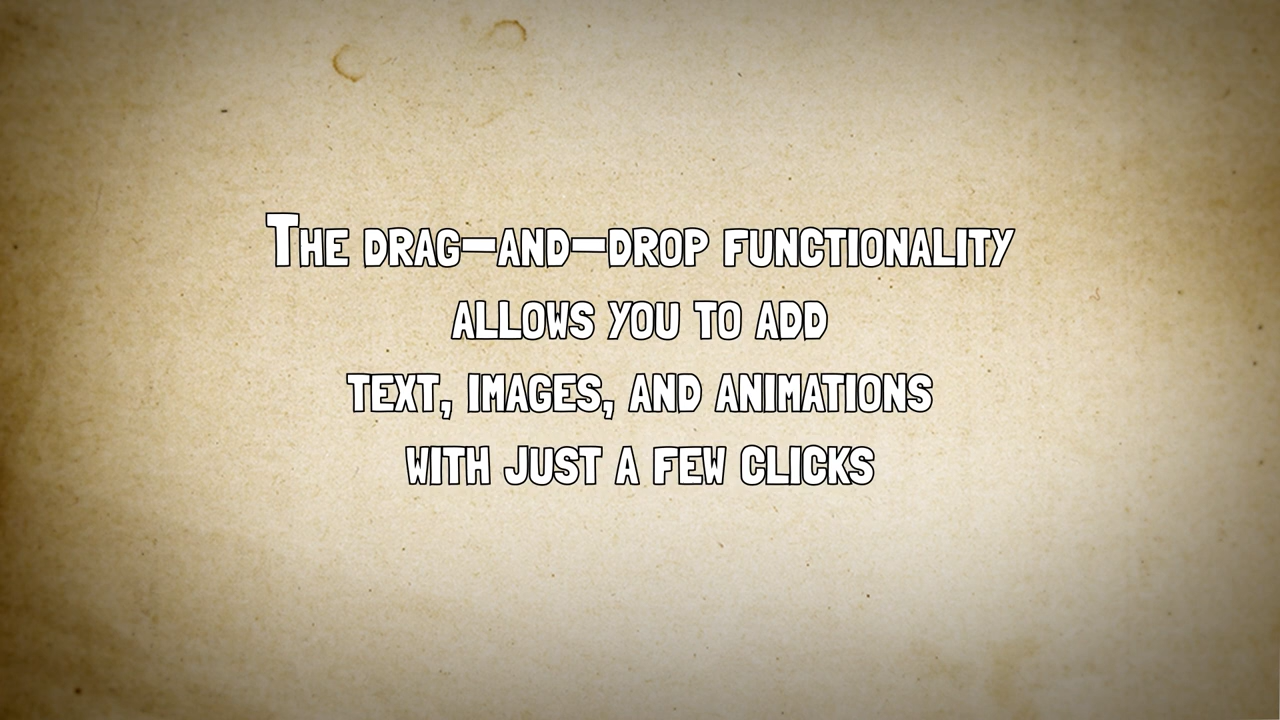 The drag-and-drop functionality
allows you to add
text, images, and animations
with just a few clicks